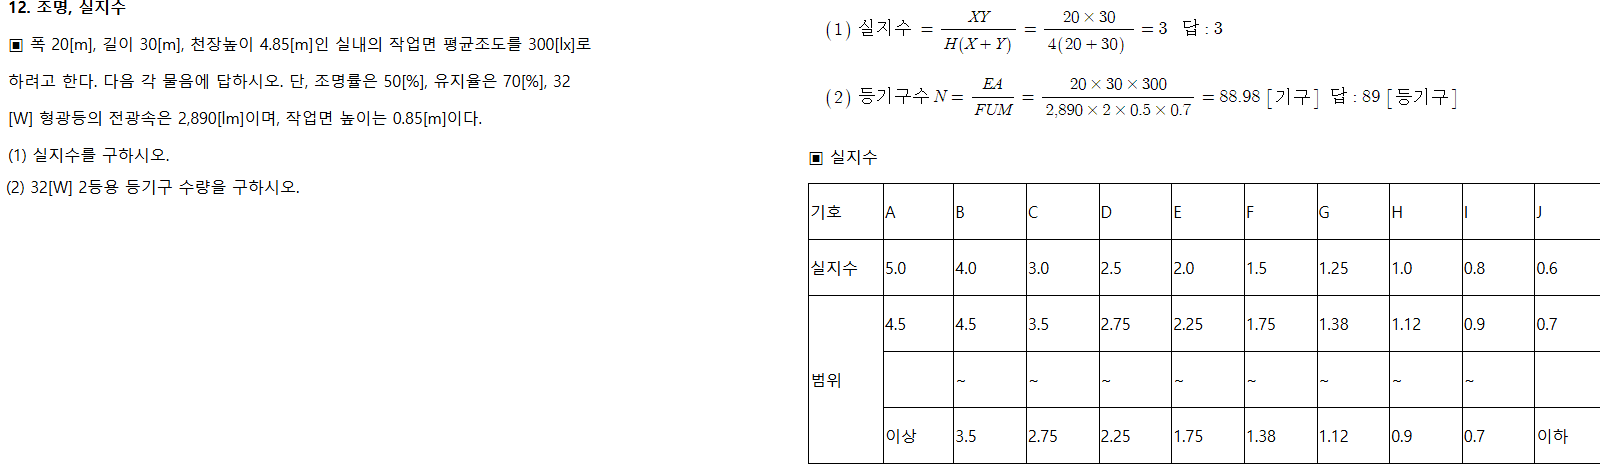 12. 조명, 실지수
▣ 폭 20[m], 길이 30[m], 천장높이 4.85[m]인 실내의 작업면 평균조도를 300[lx]로
하려고 한다. 다음 각 물음에 답하시오. 단, 조명률은 50[%], 유지율은 70[%], 32
[W] 형광등의 전광속은 2,890[lm]이며, 작업면 높이는 0.85[m]이다.
(1) 실지수를 구하시오.
(2) 32[W] 2등용 등기구 수량을 구하시오.
(1) 실지수 = XY / H(X+Y) = 20×30 / 4(20+30) = 3 답 : 3
(2) 등기구수 N = EA / FUM = 20×30×300 / 2,890×2×0.5×0.7 = 88.98 [기구] 답 : 89 [등기구]
▣ 실지수
기호 A B C D E F G H I J
실지수 5.0 4.0 3.0 2.5 2.0 1.5 1.25 1.0 0.8 0.6
4.5 4.5 3.5 2.75 2.25 1.75 1.38 1.12 0.9 0.7
범위 ~ ~ ~ ~ ~ ~ ~ ~
이상 3.5 2.75 2.25 1.75 1.38 1.12 0.9 0.7 이하